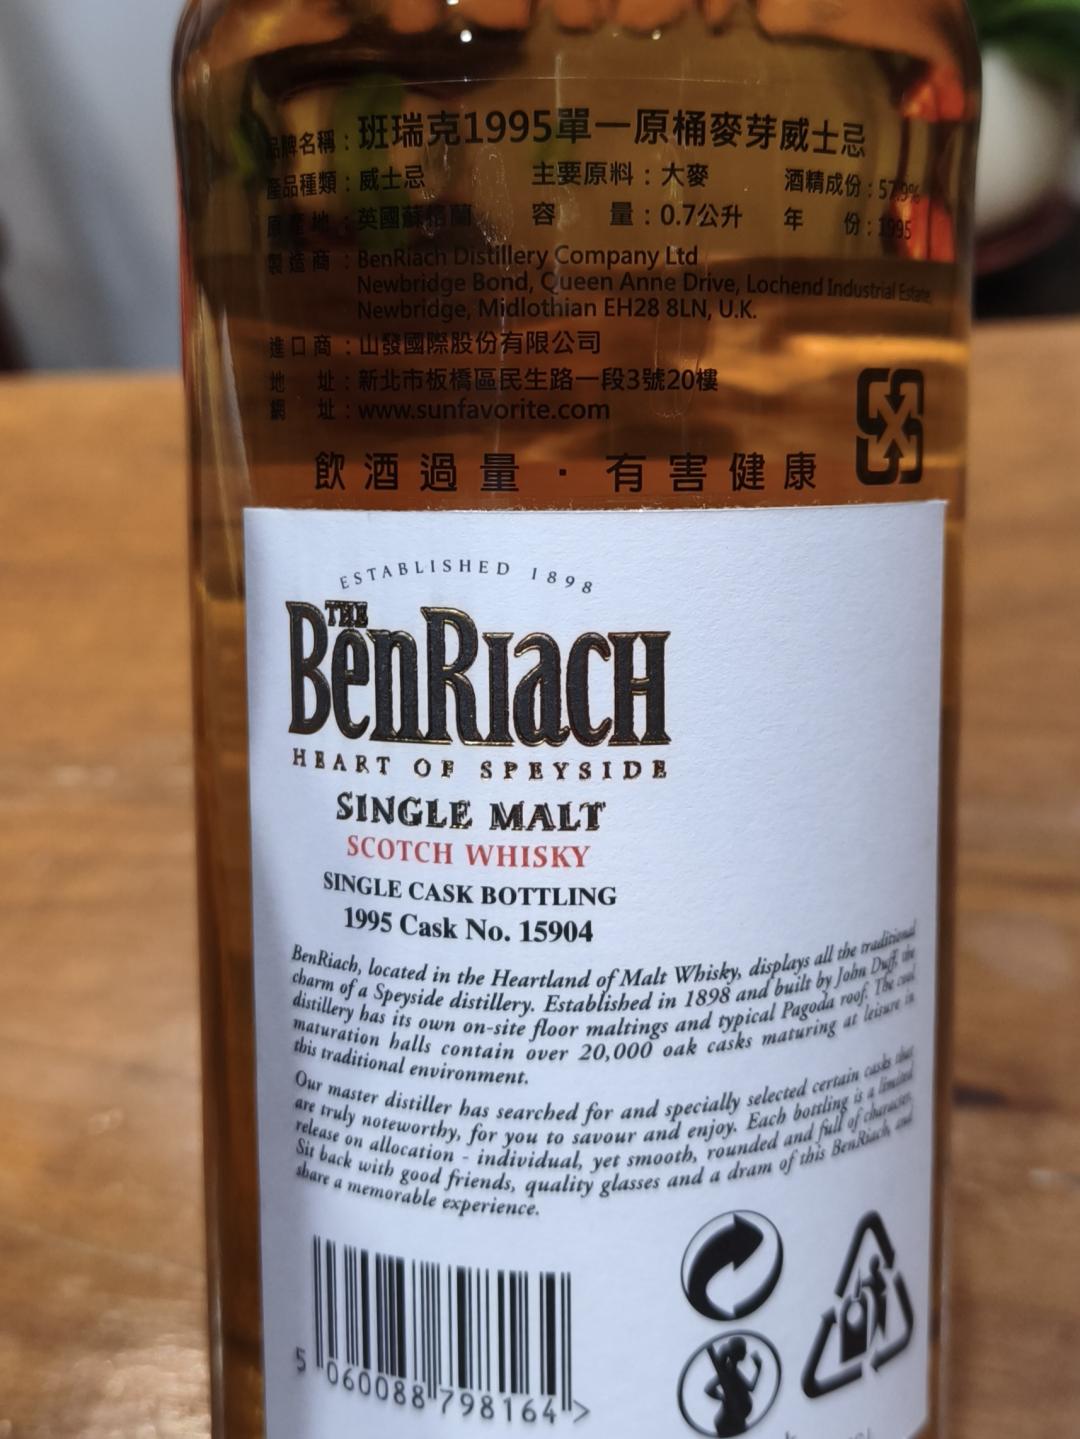 品牌名稱：班瑞克1995單一原桶麥芽威士忌
產品種類：威士忌 主要原料：大麥 酒精成份：57.9%
原產地：英國蘇格蘭 容 量：0.7公升 年 份：1995
製造商：BenRiach Distillery Company Ltd
Newbridge Bond, Queen Anne Drive, Lochend Industrial Estate,
Newbridge, Midlothian EH28 8LN, U.K.
進口商：山發國際股份有限公司
地 址：新北市板橋區民生路一段3號20樓
網 址：www.sunfavorite.com
飲酒過量．有害健康
ESTABLISHED 1898
THE
BENRIACH
HEART OF SPEYSIDE
SINGLE MALT
SCOTCH WHISKY
SINGLE CASK BOTTLING
1995 Cask No. 15904
BenRiach, located in the Heartland of Malt Whisky, displays all the traditional
charm of a Speyside distillery. Established in 1898 and built by John Duff, the
distillery has its own on-site floor maltings and typical Pagoda roof. The cool
maturation halls contain over 20,000 oak casks maturing at leisure in
this traditional environment.
Our master distiller has searched for and specially selected certain casks that
are truly noteworthy, for you to savour and enjoy. Each bottling is a limited
release on allocation - individual, yet smooth, rounded and full of character.
Sit back with good friends, quality glasses and a dram of this BenRiach, and
share a memorable experience.
5 060088 798164 >